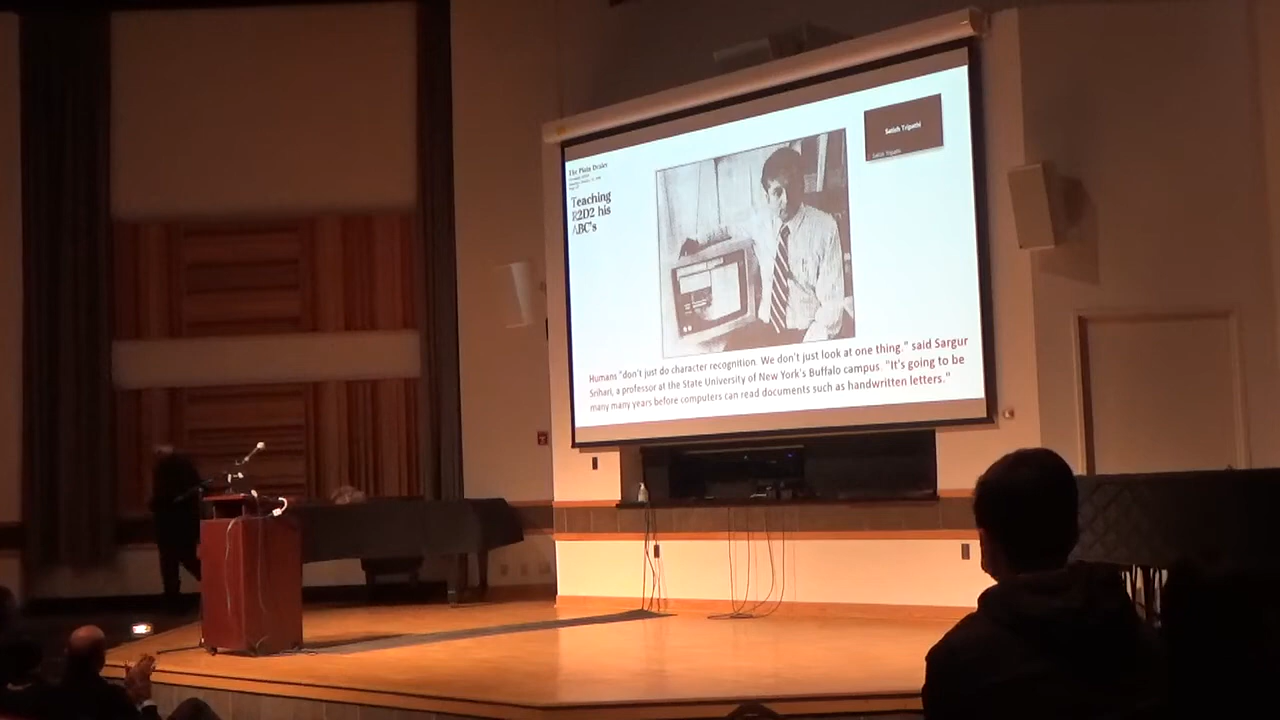 The Plain Dealer
Teaching
R2D2 his
ABC's
Satish Tripathi
Satish Tripathi
Humans "don't just do character recognition. We don't just look at one thing." said Sargur
Srihari, a professor at the State University of New York's Buffalo campus. "It's going to be
many many years before computers can read documents such as handwritten letters."